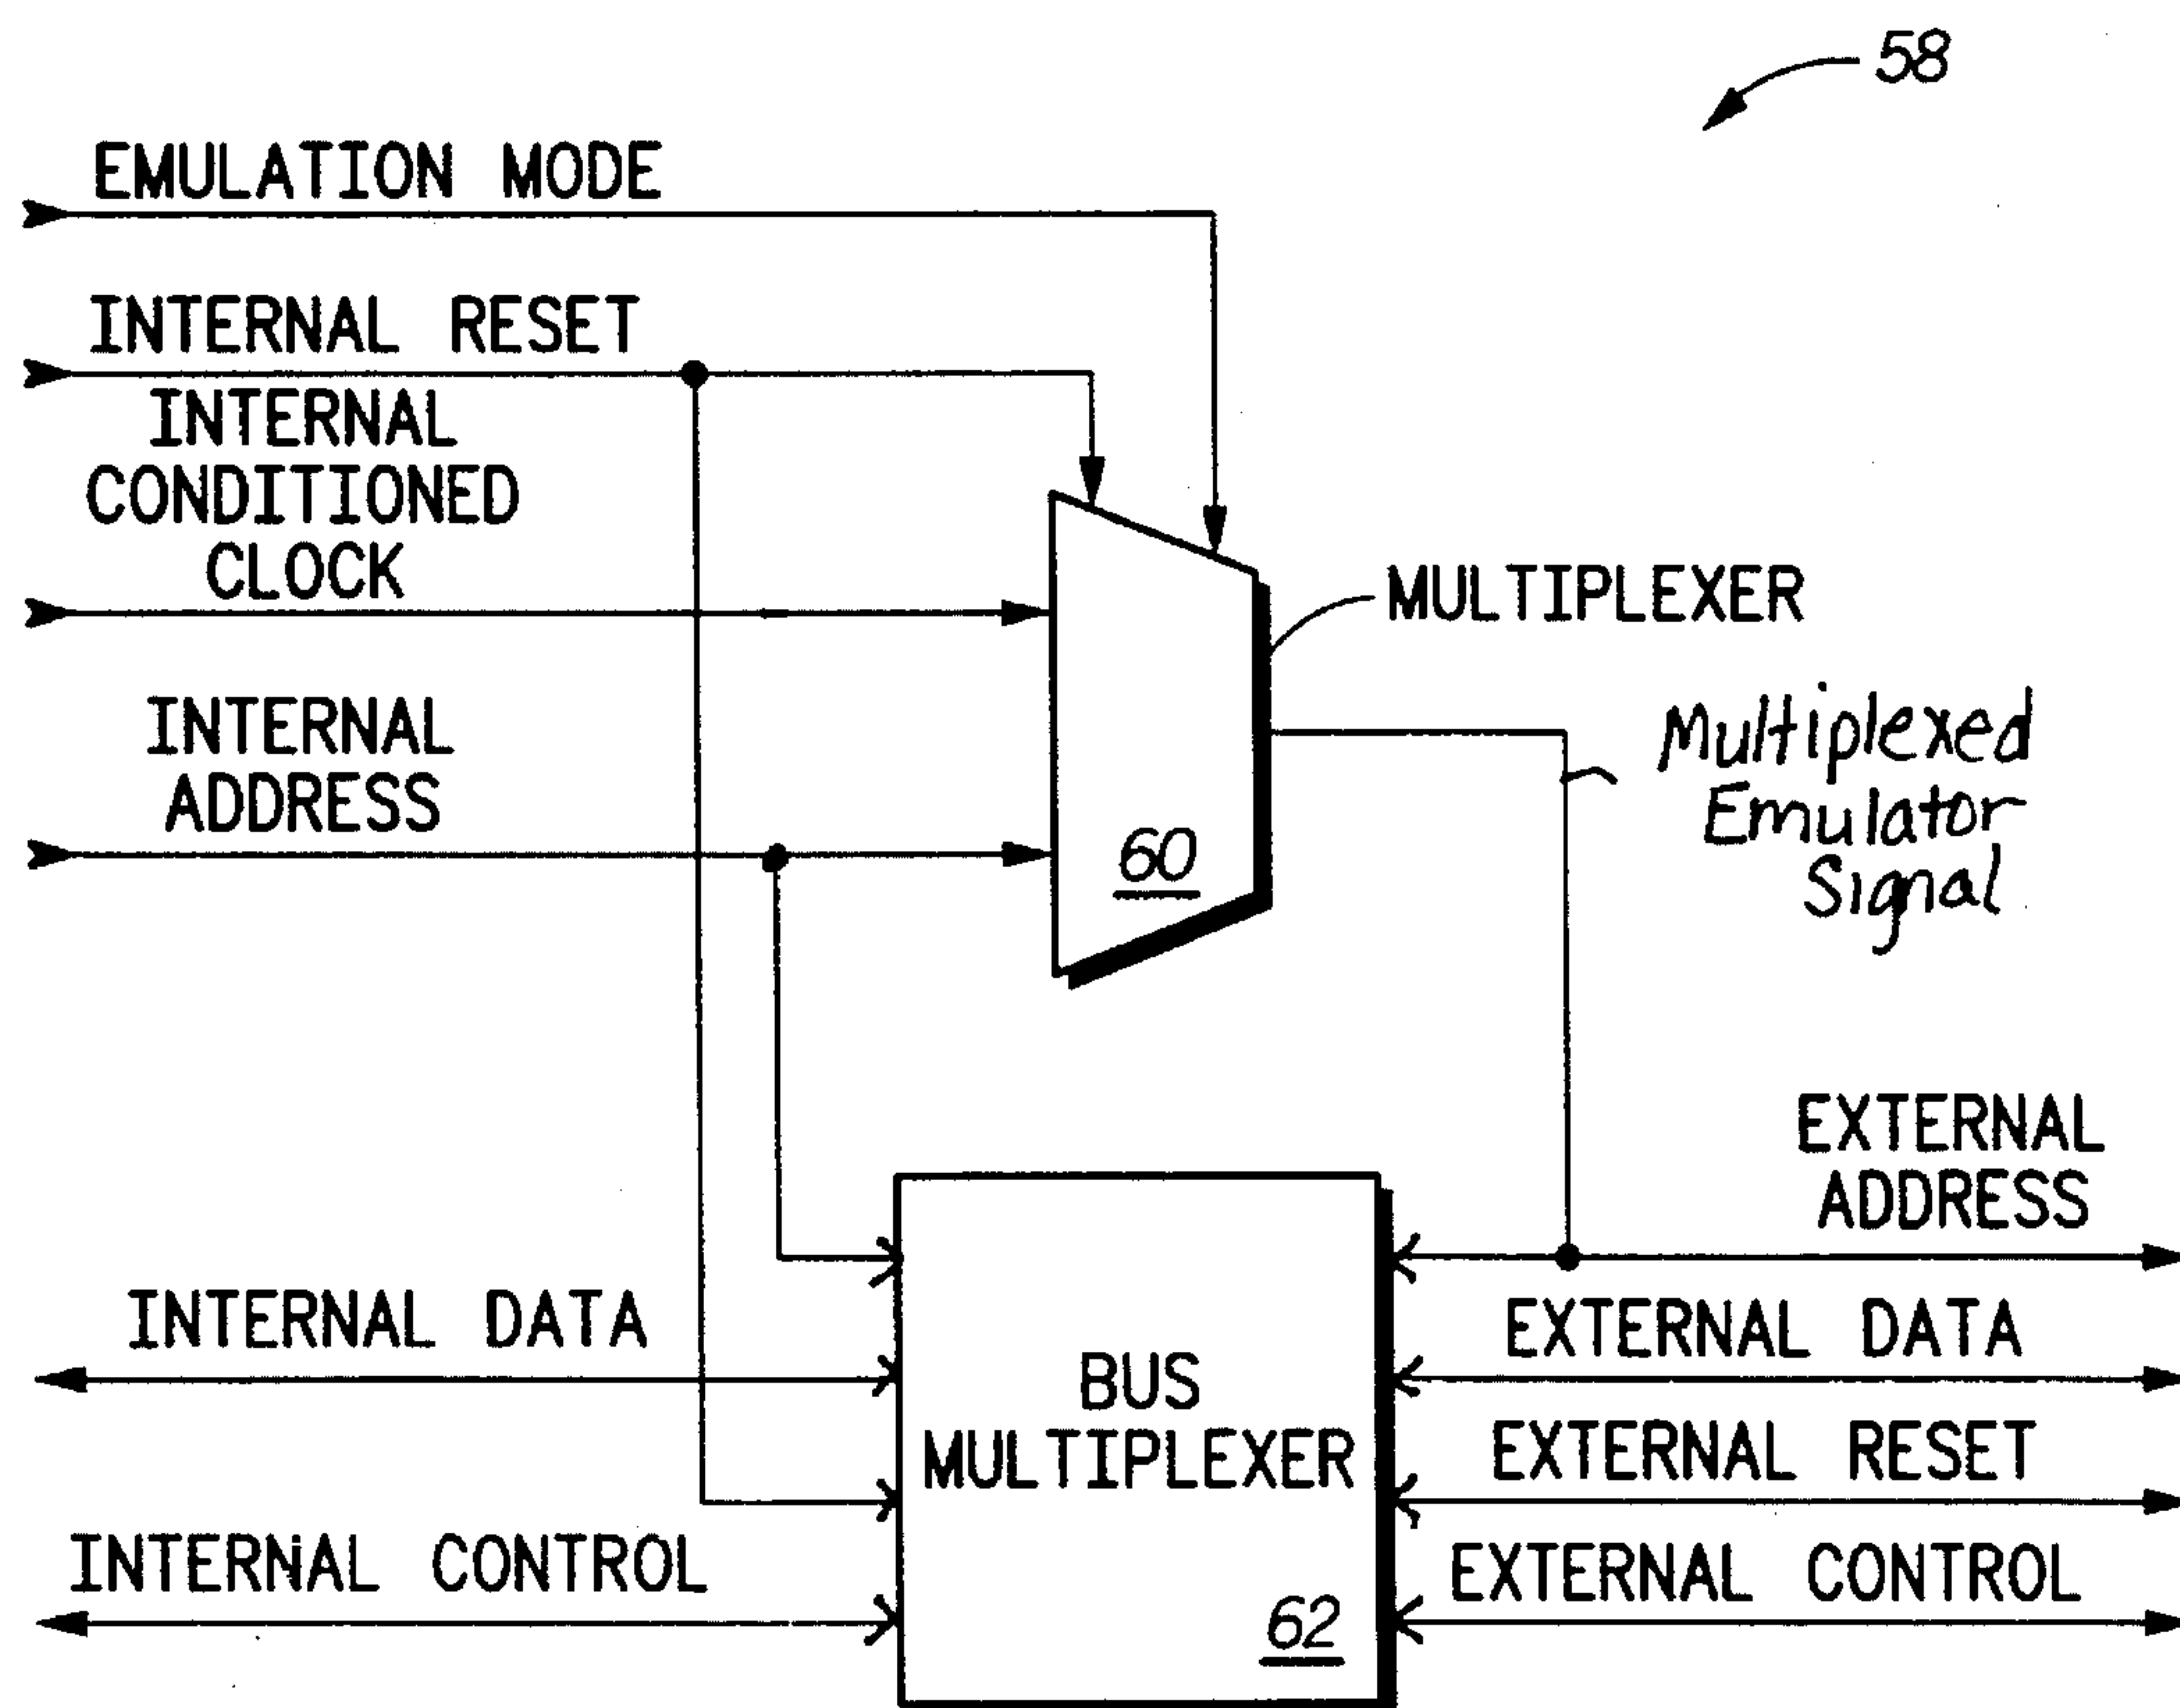 58
EMULATION MODE
INTERNAL RESET
INTERNAL
CONDITIONED
CLOCK
MULTIPLEXER
INTERNAL
ADDRESS
Multiplexed
Emulator
Signal
60
EXTERNAL
ADDRESS
INTERNAL DATA
EXTERNAL DATA
BUS
MULTIPLEXER
EXTERNAL RESET
INTERNAL CONTROL
EXTERNAL CONTROL
62